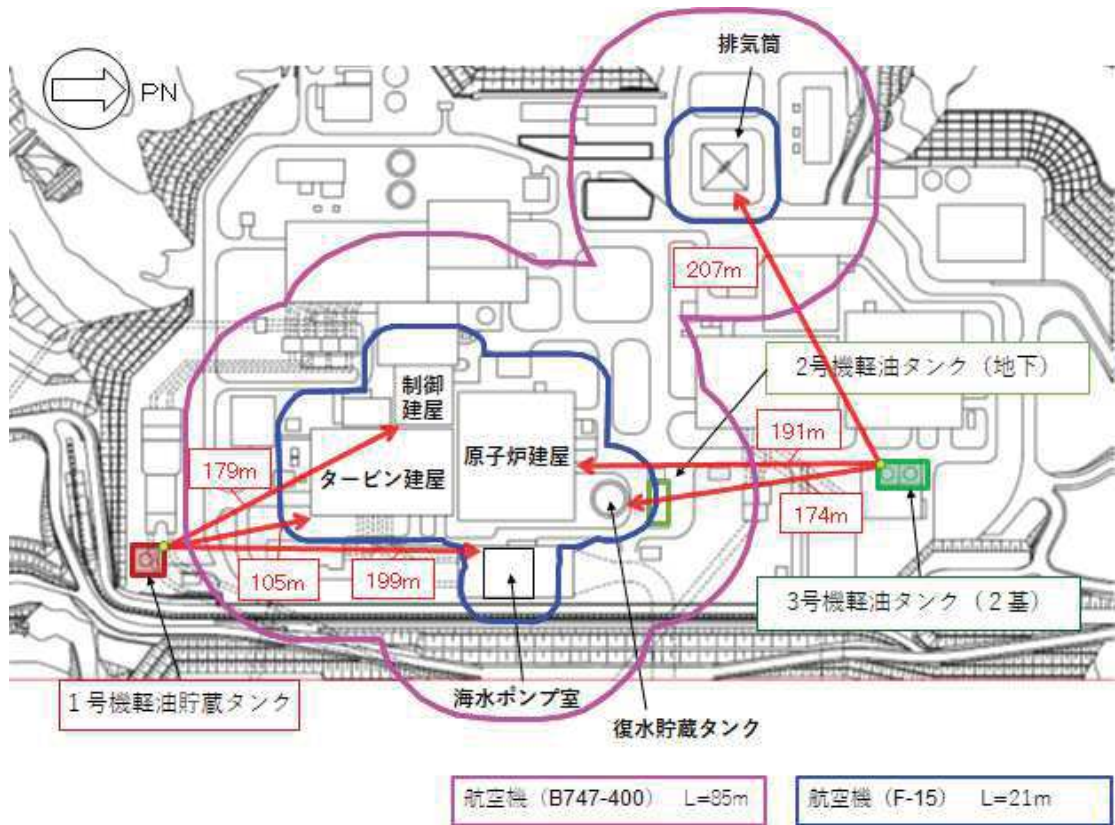 排気筒
PN
207m
2号機軽油タンク（地下）
制御
建屋
原子炉建屋
191m
タービン建屋
179m
174m
105m
199m
3号機軽油タンク（2基）
1号機軽油貯蔵タンク
海水ポンプ室
復水貯蔵タンク
航空機（B747-400） L=85m
航空機（F-15） L=21m